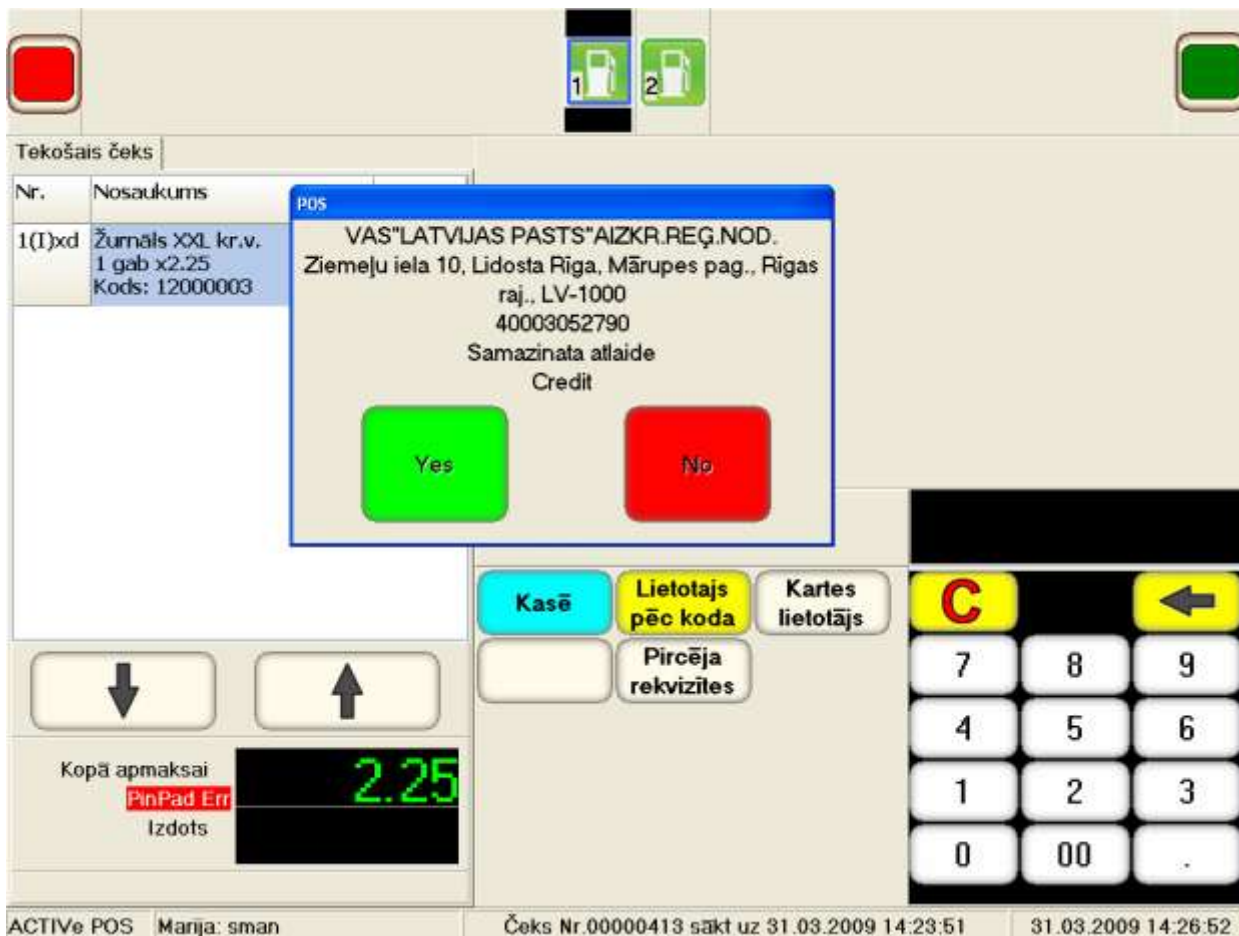 1
2
Tekošais čeks
Nr.
Nosaukums
1(I)xd
Žurnāls XXL kr.v.
1 gab x2.25
Kods: 12000003
POS
VAS"LATVIJAS PASTS"AIZKR.REĢ.NOD.
Ziemeļu iela 10, Lidosta Rīga, Mārupes pag., Rīgas
raj., LV-1000
40003052790
Samazinata atlaide
Credit
Yes
No
Kasē
Lietotajs
pēc koda
Kartes
lietotājs
Pircēja
rekvizītes
C
7
8
9
4
5
6
1
2
3
0
00
.
Kopā apmaksai
2.25
PinPad Err
Izdots
ACTIVe POS
Marija: sman
Čeks Nr.00000413 sākt uz 31.03.2009 14:23:51
31.03.2009 14:26:52